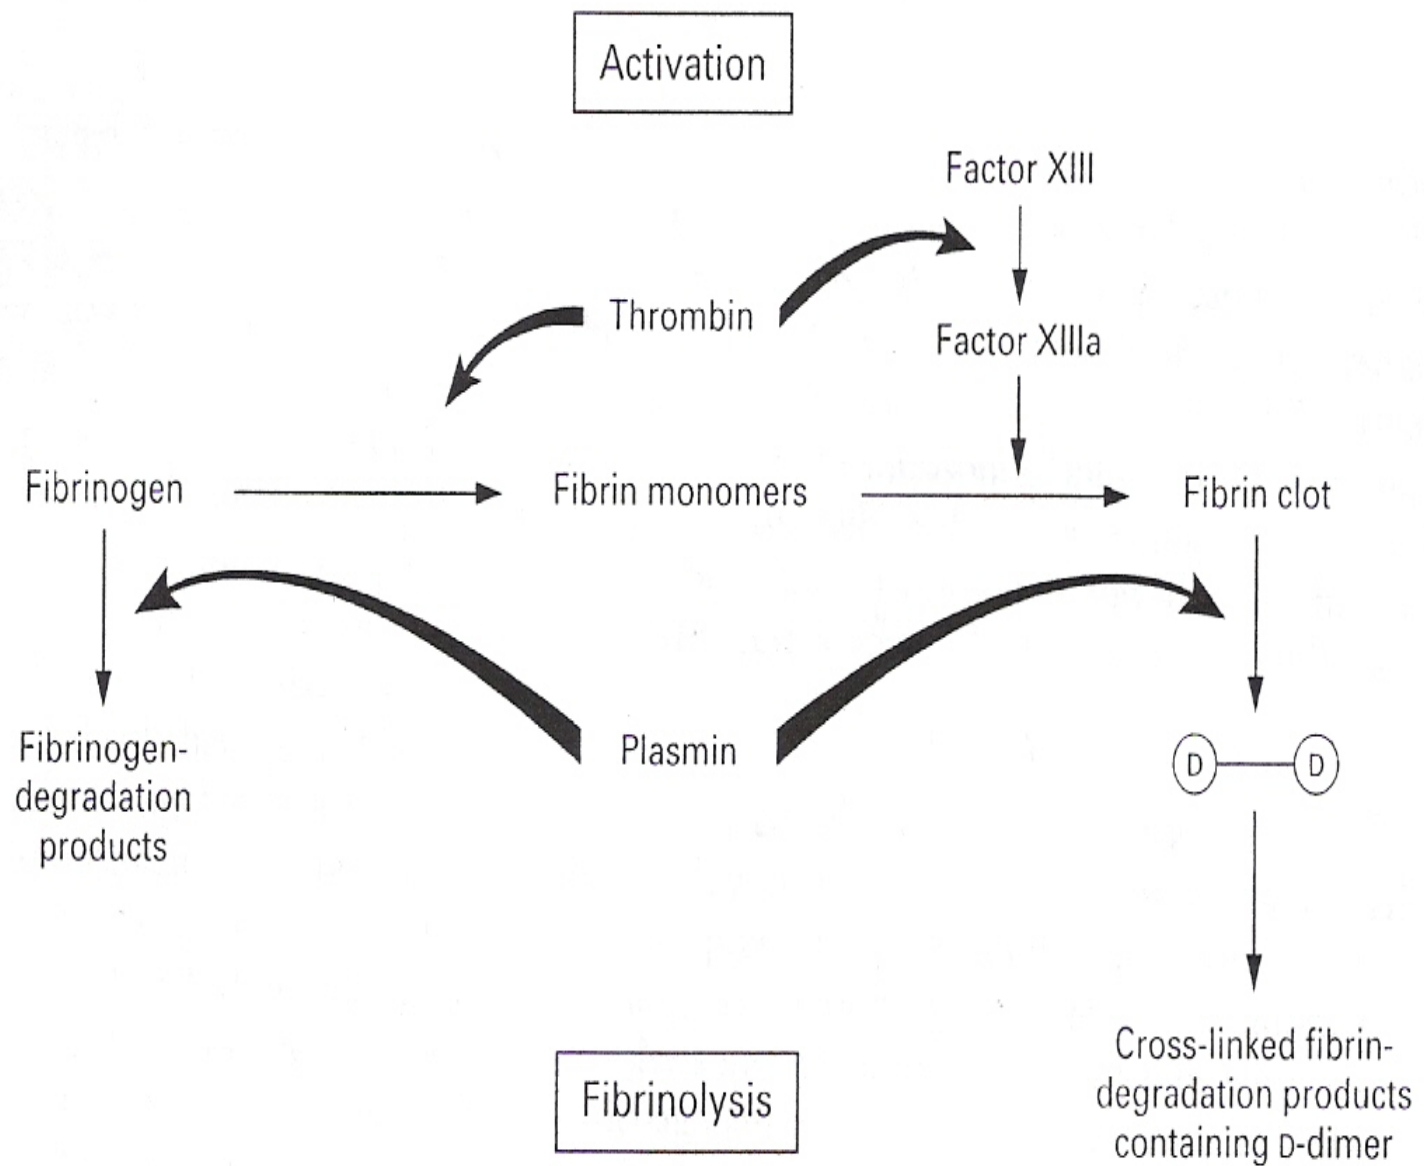 Activation
Factor XIII
Thrombin
Factor XIIIa
Fibrinogen
Fibrin monomers
Fibrin clot
Fibrinogen-
degradation
products
Plasmin
D
D
Cross-linked fibrin-
degradation products
containing D-dimer
Fibrinolysis